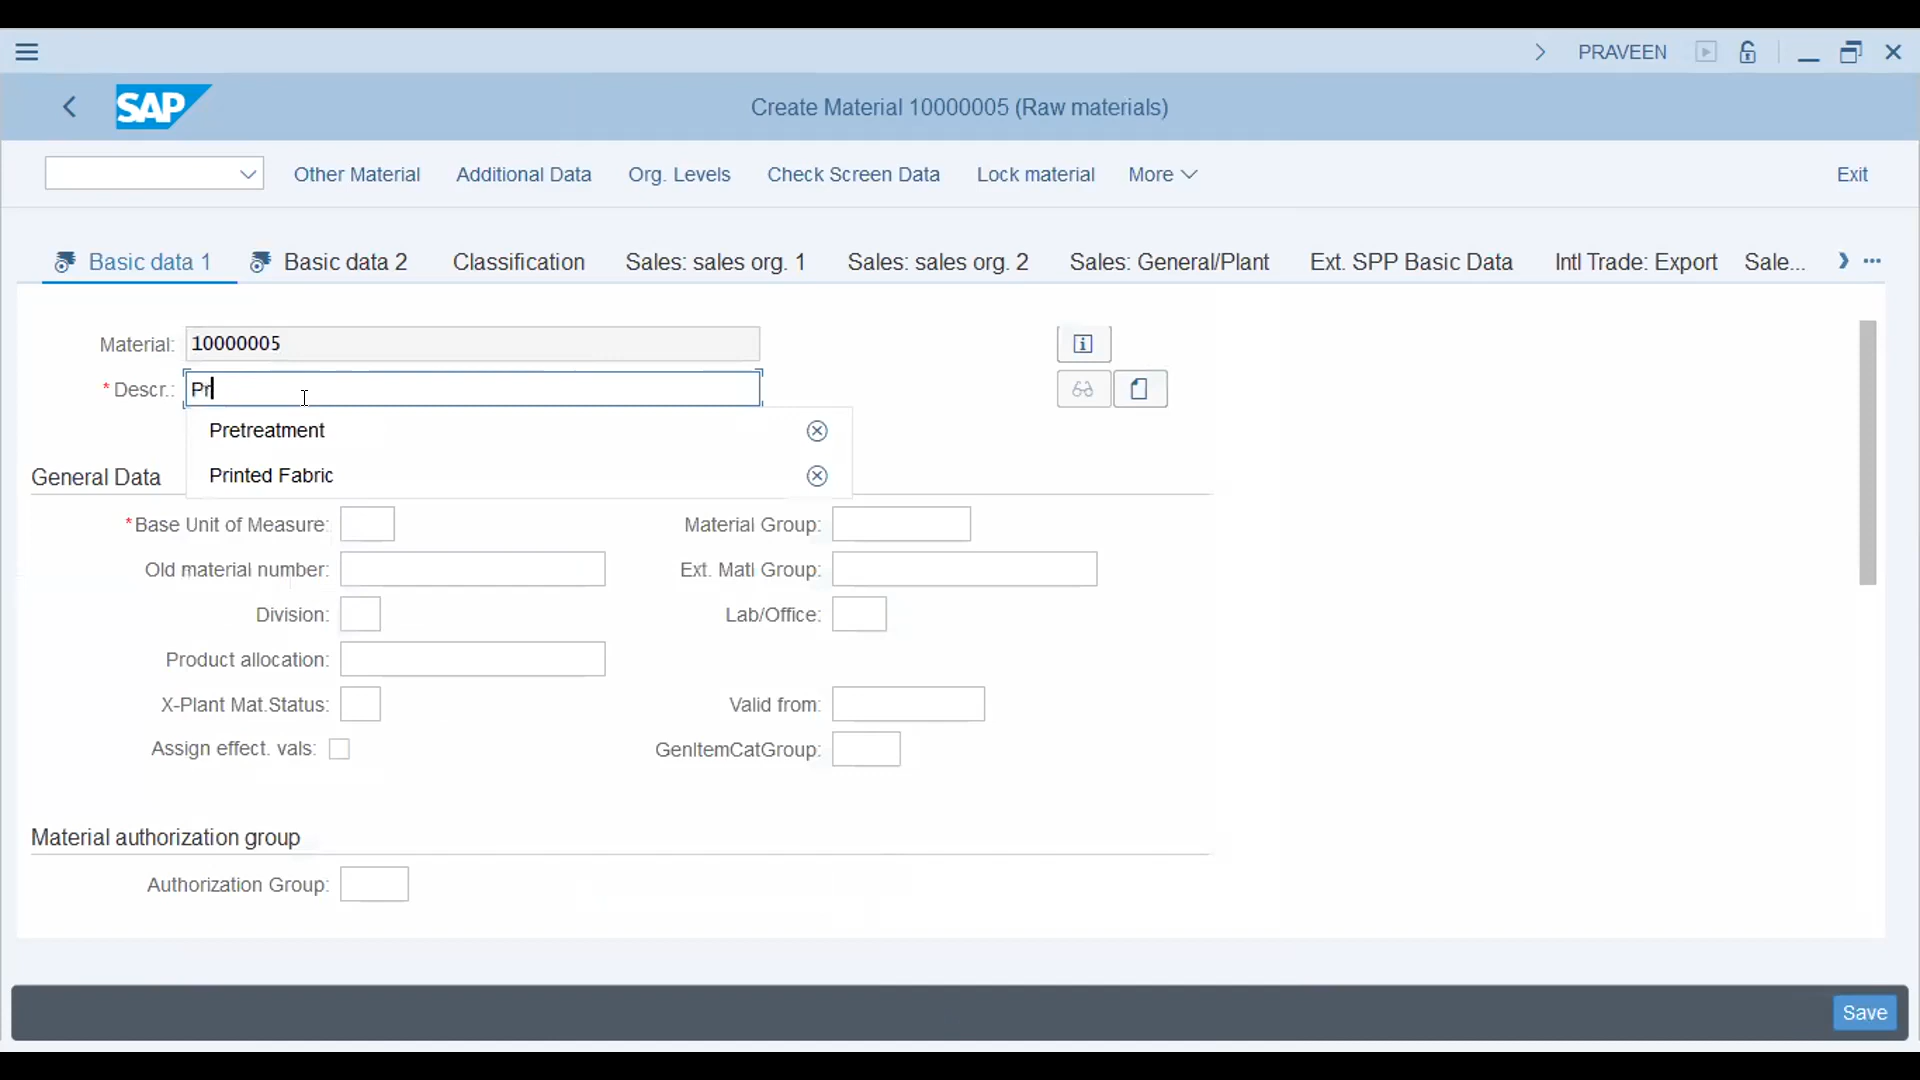 PRAVEEN
SAP
Create Material 10000005 (Raw materials)
Other Material Additional Data Org. Levels Check Screen Data Lock material More Exit
Basic data 1 Basic data 2 Classification Sales: sales org. 1 Sales: sales org. 2 Sales: General/Plant Ext. SPP Basic Data Intl Trade: Export Sale...
Material: 10000005
* Descr.: Pr
Pretreatment
Printed Fabric
General Data
*Base Unit of Measure: Material Group:
Old material number: Ext. Matl Group:
Division: Lab/Office:
Product allocation:
X-Plant Mat.Status: Valid from:
Assign effect. vals: GenItemCatGroup:
Material authorization group
Authorization Group:
Save